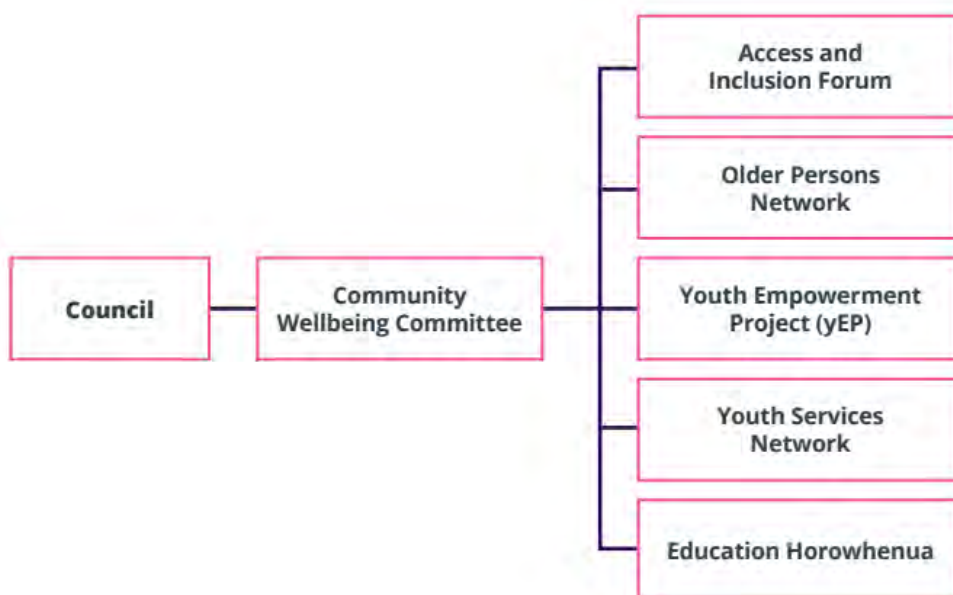 Access and
Inclusion Forum
Older Persons
Network
Council
Community
Wellbeing Committee
Youth Empowerment
Project (yEP)
Youth Services
Network
Education Horowhenua